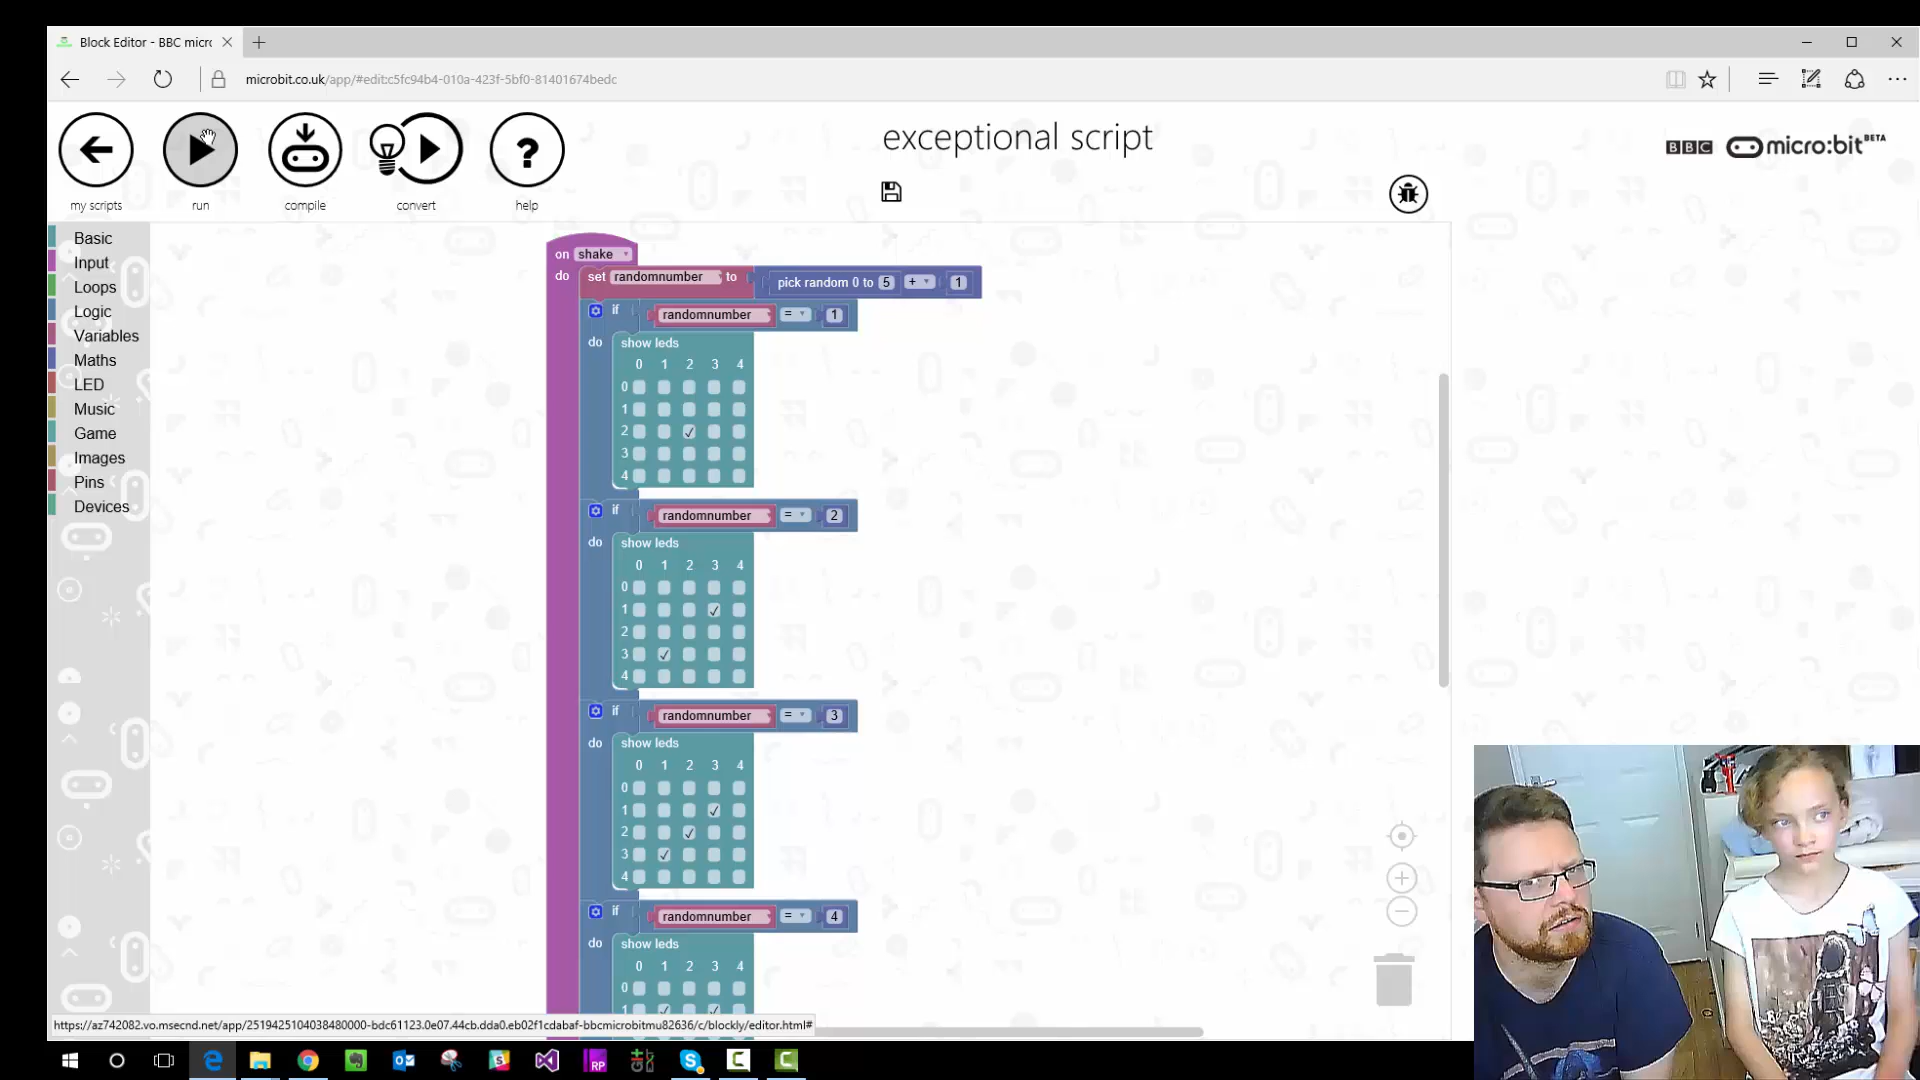 Block Editor - BBC micr
microbit.co.uk/app/#edit:c5fc94b4-010a-423f-5bf0-81401674bedc
exceptional script
BBC micro:bit BETA
my scripts run compile convert ? help
Basic
Input
Loops
Logic
Variables
Maths
LED
Music
Game
Images
Pins
Devices
on shake
do set randomnumber to pick random 0 to 5 + 1
if randomnumber = 1
do show leds
0 1 2 3 4
0
1
2
3
4
if randomnumber = 2
do show leds
0 1 2 3 4
0
1
2
3
4
if randomnumber = 3
do show leds
0 1 2 3 4
0
1
2
3
4
if randomnumber = 4
do show leds
0 1 2 3 4
0
1
https://az742082.vo.msecnd.net/app/2519425104038480000-bdc61123.0e07.44cb.dda0.eb02f1cdabaf-bbcmicrobitmu82636/c/blockly/editor.html#
RP